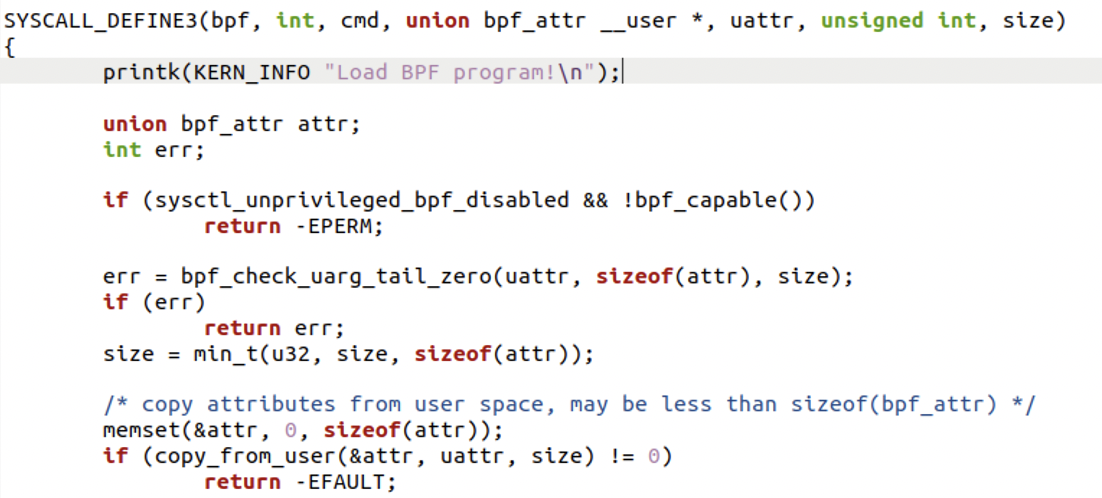 SYSCALL_DEFINE3(bpf, int, cmd, union bpf_attr __user *, uattr, unsigned int, size)
{
        printk(KERN_INFO "Load BPF program!\n");

        union bpf_attr attr;
        int err;

        if (sysctl_unprivileged_bpf_disabled && !bpf_capable())
                return -EPERM;

        err = bpf_check_uarg_tail_zero(uattr, sizeof(attr), size);
        if (err)
                return err;
        size = min_t(u32, size, sizeof(attr));

        /* copy attributes from user space, may be less than sizeof(bpf_attr) */
        memset(&attr, 0, sizeof(attr));
        if (copy_from_user(&attr, uattr, size) != 0)
                return -EFAULT;